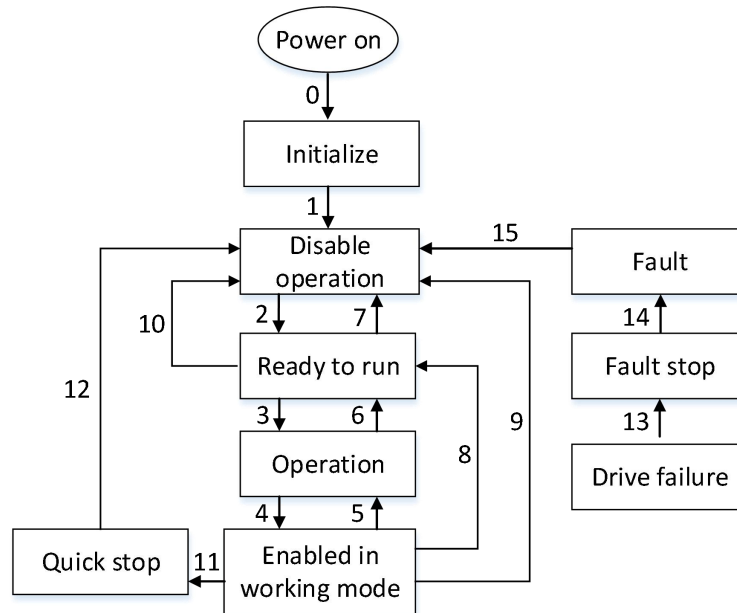 Power on
0
Initialize
1
Disable
operation
15
Fault
2
7
10
14
12
Ready to run
Fault stop
3
6
8
9
13
Operation
Drive failure
4
5
Quick stop
11
Enabled in
working mode